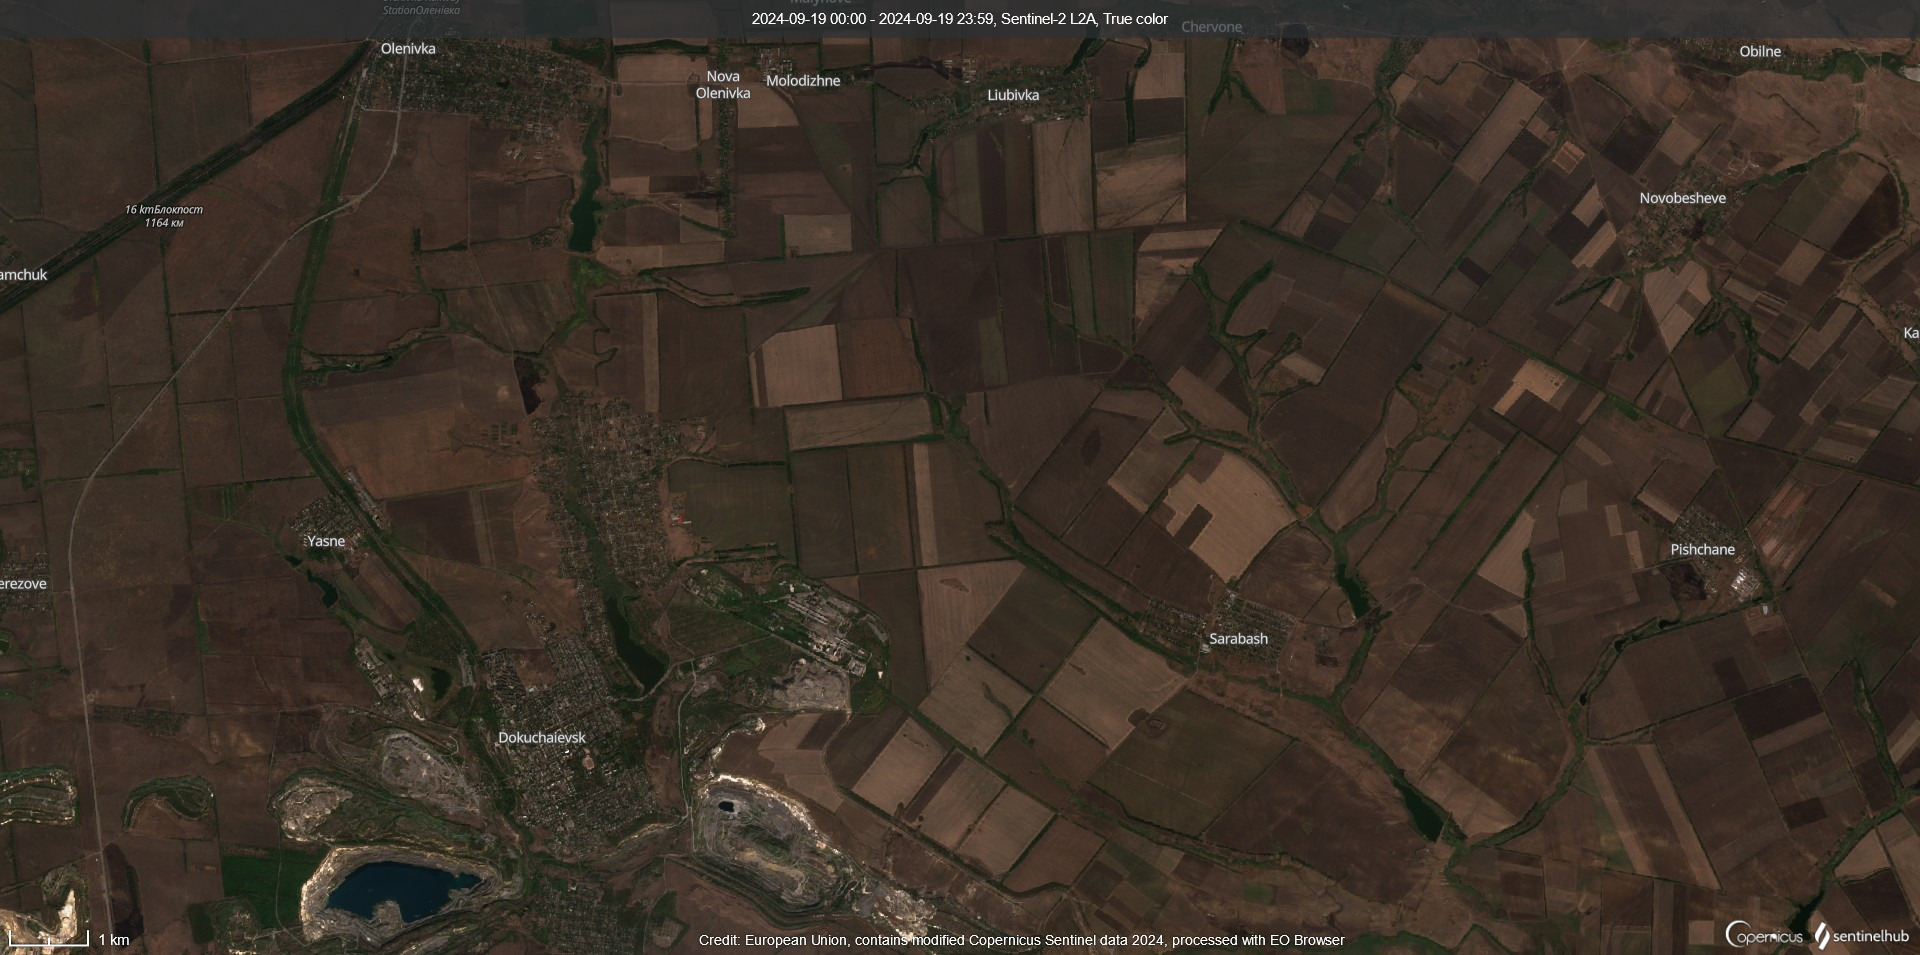 StationОленівка
2024-09-19 00:00 - 2024-09-19 23:59, Sentinel-2 L2A, True color
Chervone
Olenivka
Obilne
Nova
Olenivka
Molodizhne
Liubivka
Novobesheve
16 kmБлокпост
1164 км
amchuk
Ka
Yasne
Pishchane
erezove
Sarabash
Dokuchaievsk
1 km
Credit: European Union, contains modified Copernicus Sentinel data 2024, processed with EO Browser
opernicus
sentinelhub